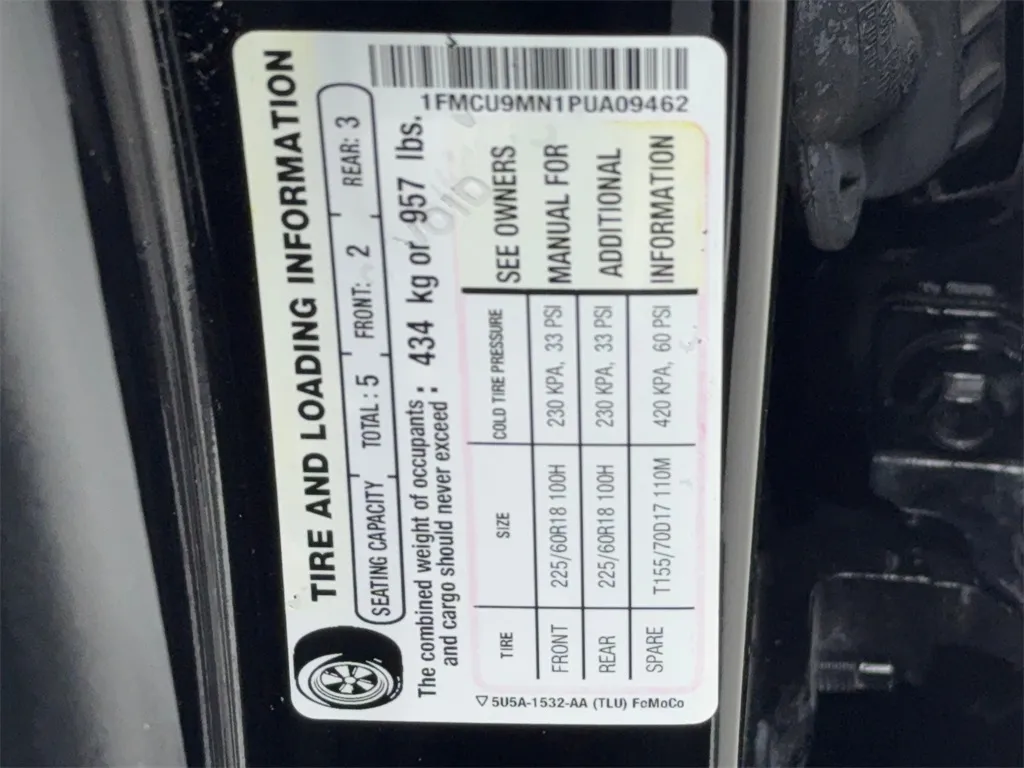 TIRE AND LOADING INFORMATION
SEATING CAPACITY TOTAL: 5 FRONT: 2 REAR: 3
The combined weight of occupants and cargo should never exceed : 434 kg or 957 lbs.
1FMCU9MN1PUA09462
TIRE SIZE COLD TIRE PRESSURE SEE OWNERS
FRONT 225/60R18 100H 230 KPA, 33 PSI MANUAL FOR
REAR 225/60R18 100H 230 KPA, 33 PSI ADDITIONAL
SPARE T155/70D17 110M 420 KPA, 60 PSI INFORMATION
5U5A-1532-AA (TLU) FoMoCo